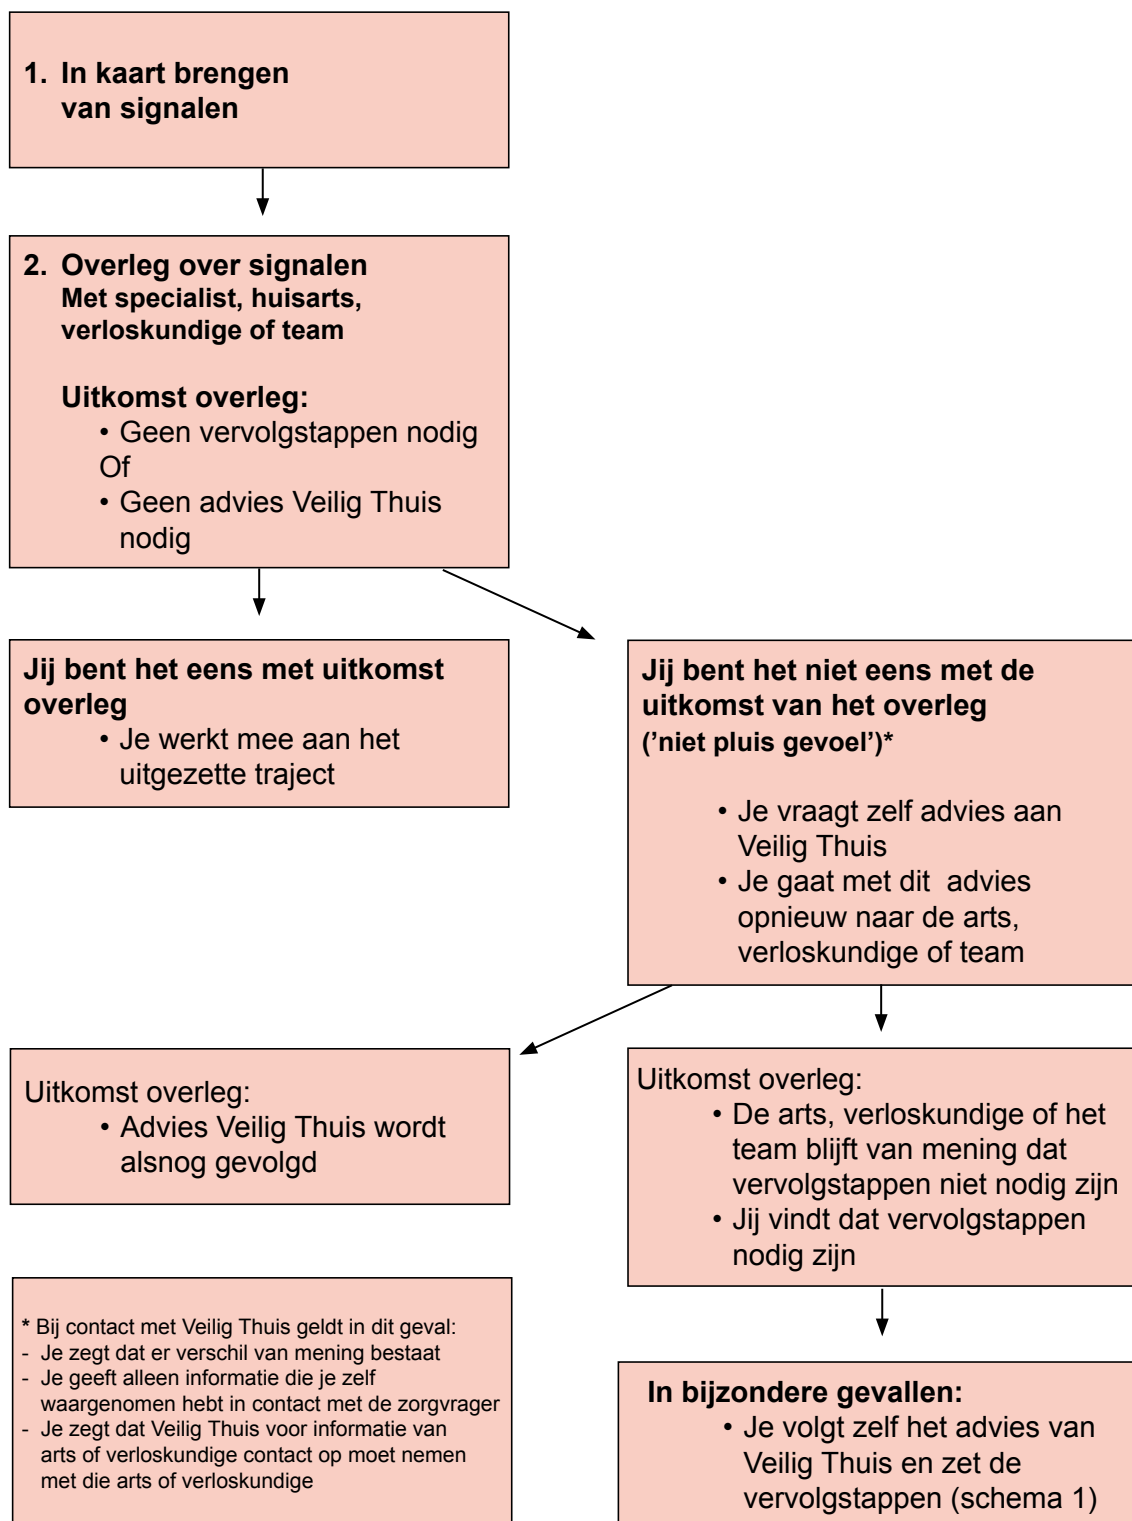 1. In kaart brengen
van signalen
2. Overleg over signalen
Met specialist, huisarts,
verloskundige of team
Uitkomst overleg:
• Geen vervolgstappen nodig
Of
• Geen advies Veilig Thuis
nodig
Jij bent het eens met uitkomst
overleg
• Je werkt mee aan het
uitgezette traject
Jij bent het niet eens met de
uitkomst van het overleg
(’niet pluis gevoel’)*
• Je vraagt zelf advies aan
Veilig Thuis
• Je gaat met dit advies
opnieuw naar de arts,
verloskundige of team
Uitkomst overleg:
• Advies Veilig Thuis wordt
alsnog gevolgd
Uitkomst overleg:
• De arts, verloskundige of het
team blijft van mening dat
vervolgstappen niet nodig zijn
• Jij vindt dat vervolgstappen
nodig zijn
* Bij contact met Veilig Thuis geldt in dit geval:
- Je zegt dat er verschil van mening bestaat
- Je geeft alleen informatie die je zelf
waargenomen hebt in contact met de zorgvrager
- Je zegt dat Veilig Thuis voor informatie van
arts of verloskundige contact op moet nemen
met die arts of verloskundige
In bijzondere gevallen:
• Je volgt zelf het advies van
Veilig Thuis en zet de
vervolgstappen (schema 1)